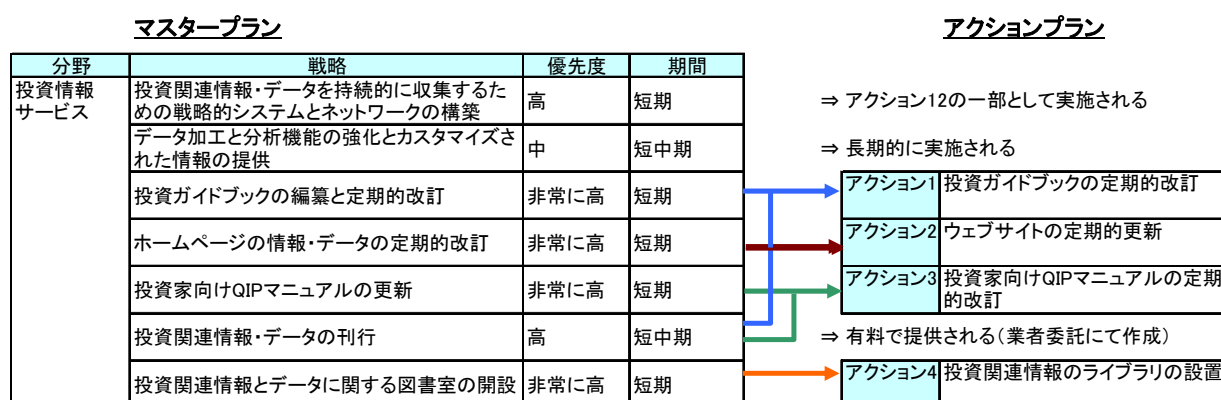 マスタープラン
アクションプラン
分野 戦略 優先度 期間
投資情報
サービス
投資関連情報・データを持続的に収集するた
めの戦略的システムとネットワークの構築
高 短期
⇒ アクション12の一部として実施される
データ加工と分析機能の強化とカスタマイズさ
れた情報の提供
中 短中期
⇒ 長期的に実施される
投資ガイドブックの編纂と定期的改訂 非常に高 短期
アクション1 投資ガイドブックの定期的改訂
ホームページの情報・データの定期的改訂 非常に高 短期
アクション2 ウェブサイトの定期的更新
投資家向けQIPマニュアルの更新 非常に高 短期
アクション3 投資家向けQIPマニュアルの定期
的改訂
投資関連情報・データの刊行 高 短中期
⇒ 有料で提供される(業者委託にて作成)
投資関連情報とデータに関する図書室の開設 非常に高 短期
アクション4 投資関連情報のライブラリの設置